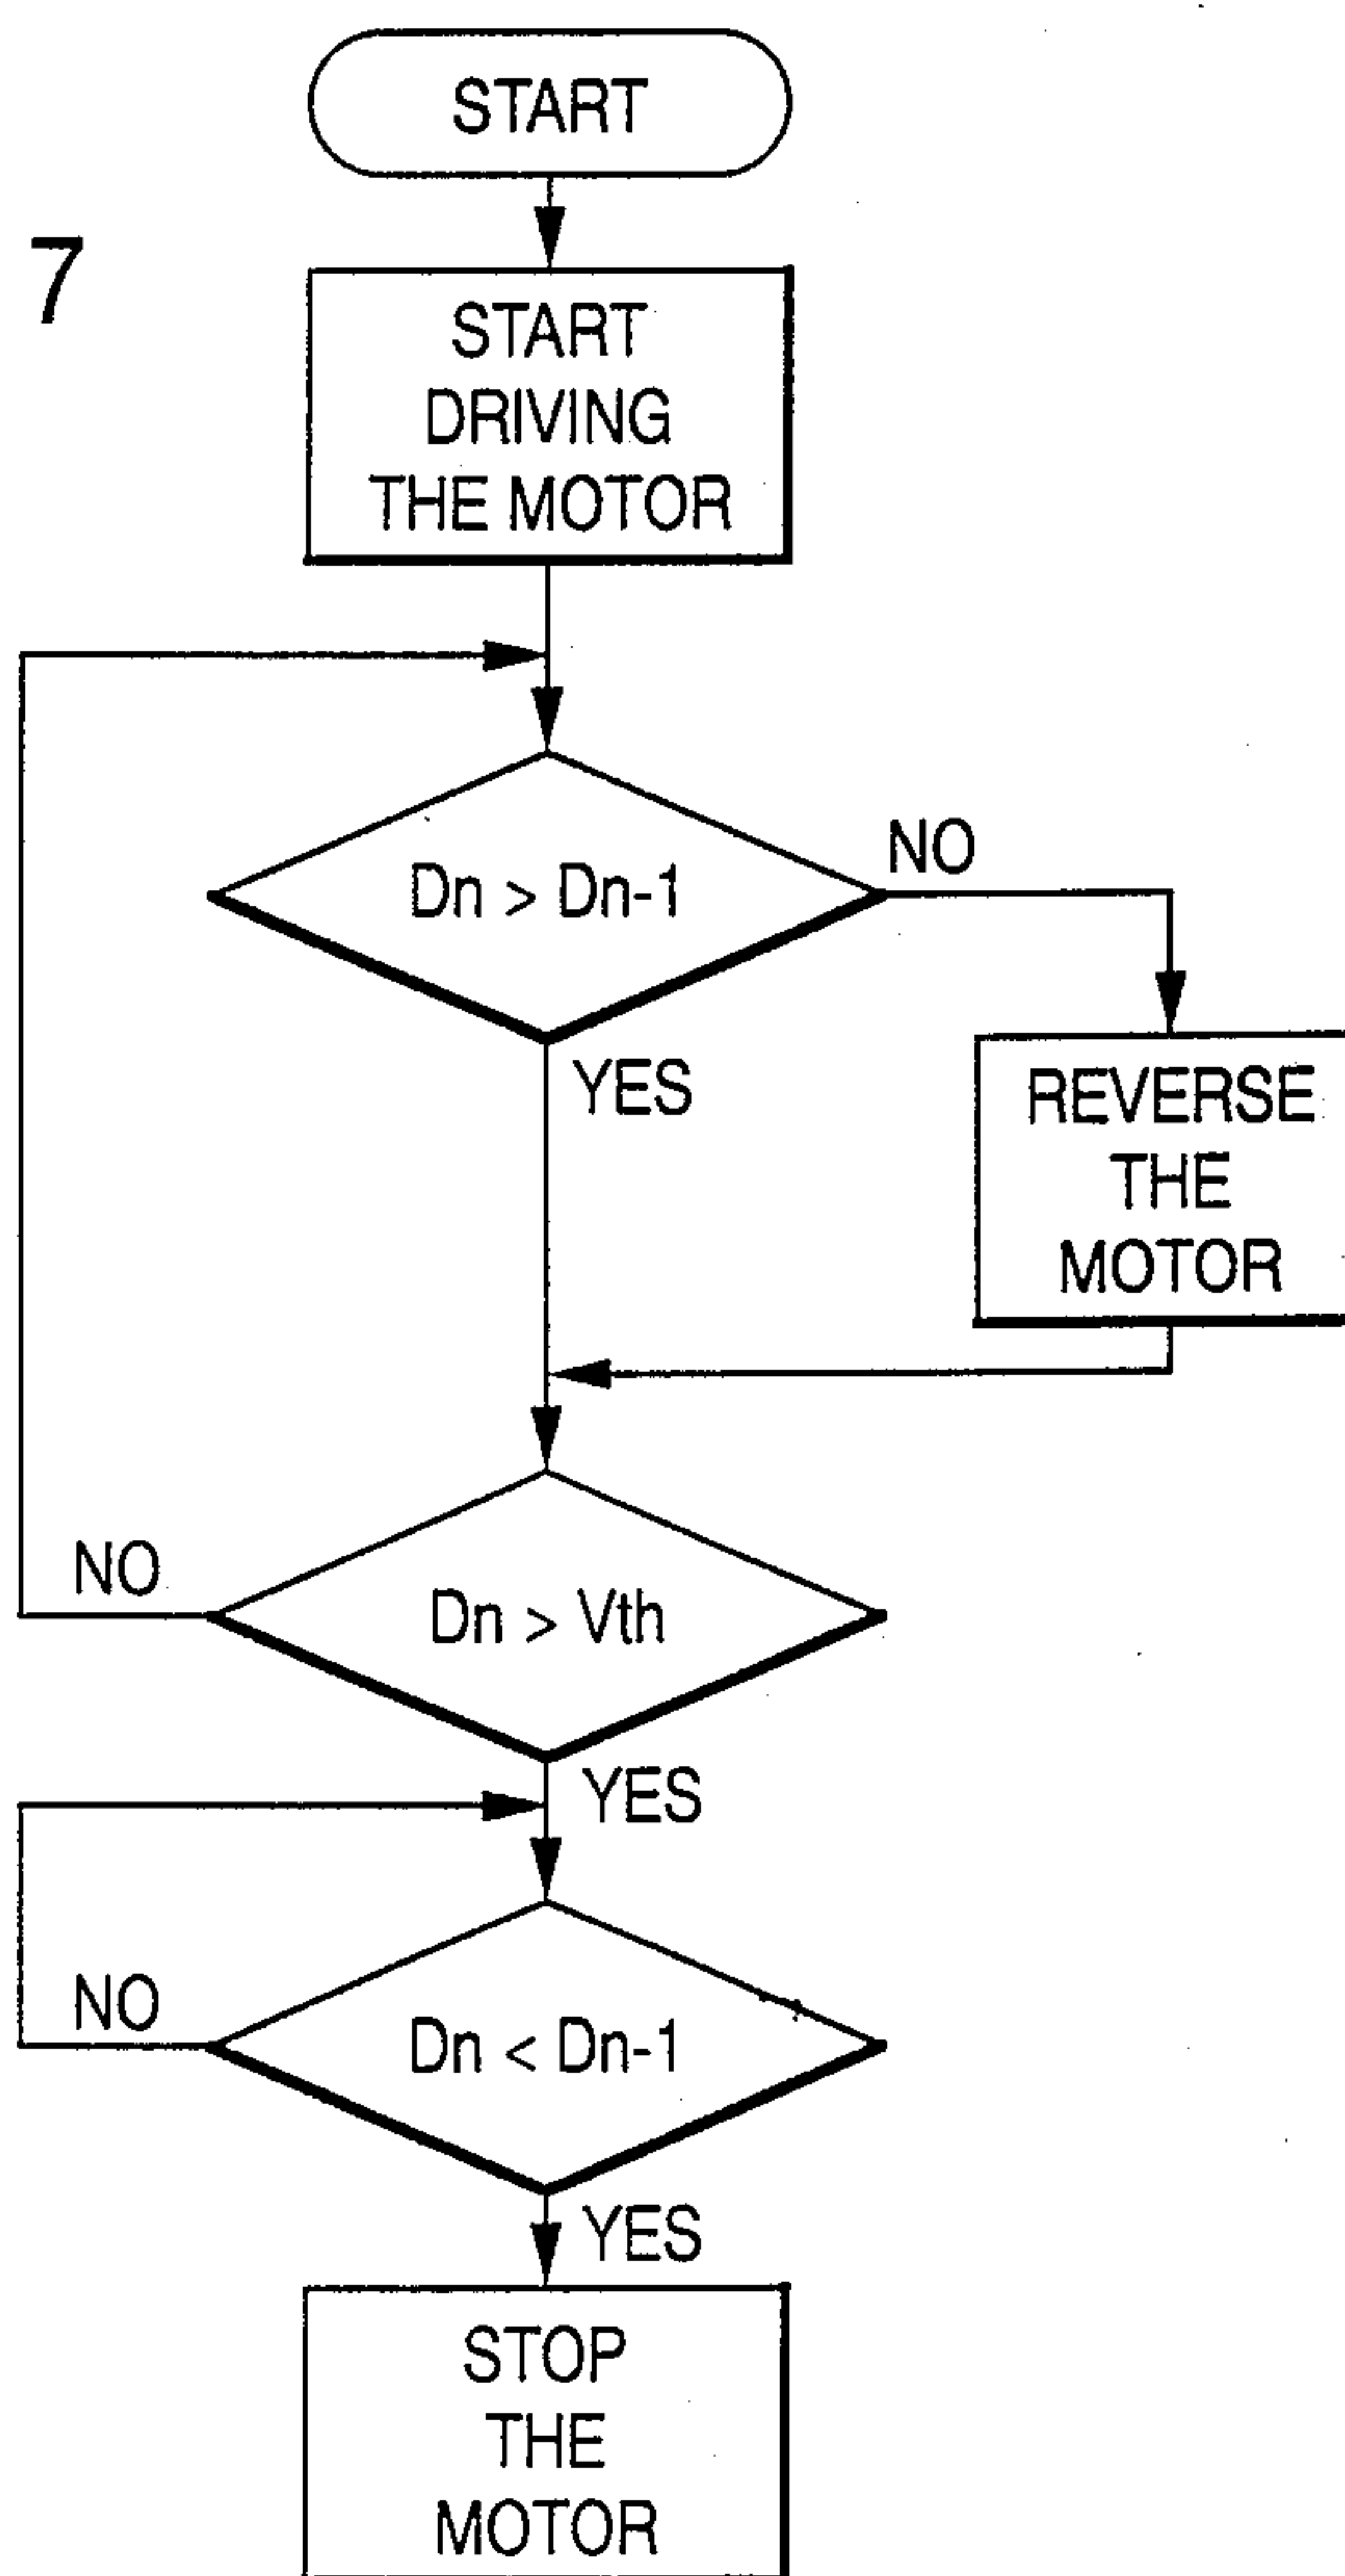 START
7
START
DRIVING
THE MOTOR
Dn > Dn-1
NO
YES
REVERSE
THE
MOTOR
Dn > Vth
NO
YES
Dn < Dn-1
NO
YES
STOP
THE
MOTOR